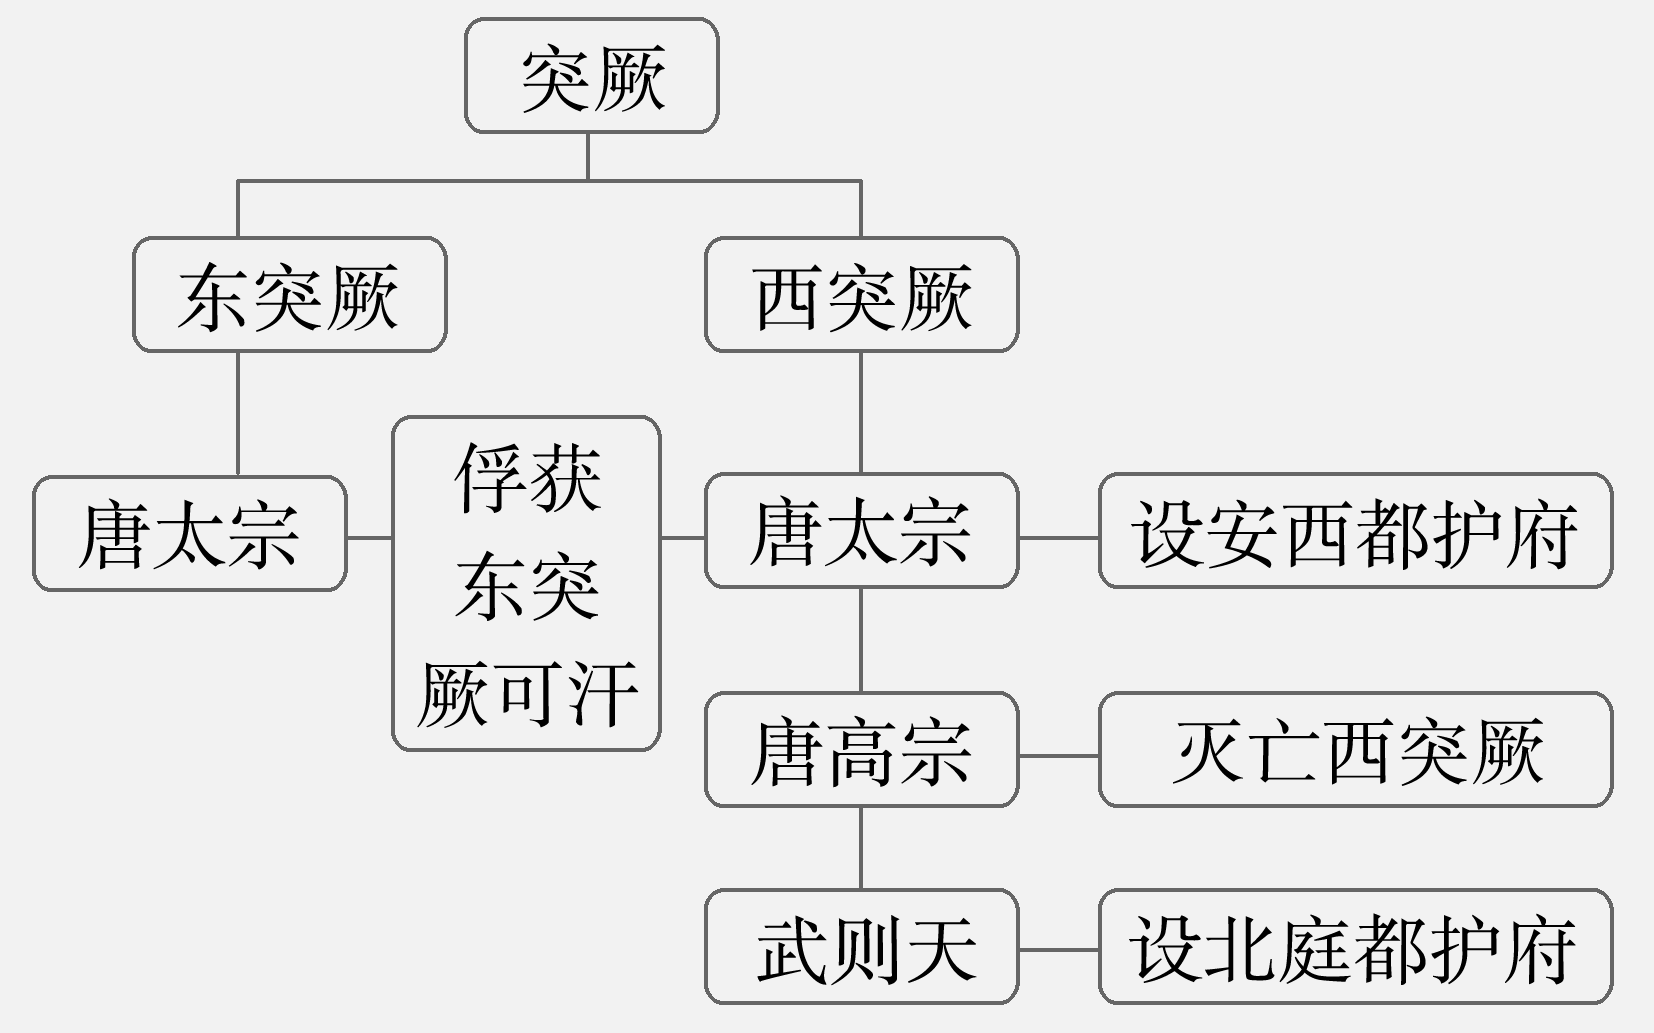 突厥
东突厥
西突厥
唐太宗
俘获
东突
厥可汗
唐太宗
设安西都护府
唐高宗
灭亡西突厥
武则天
设北庭都护府